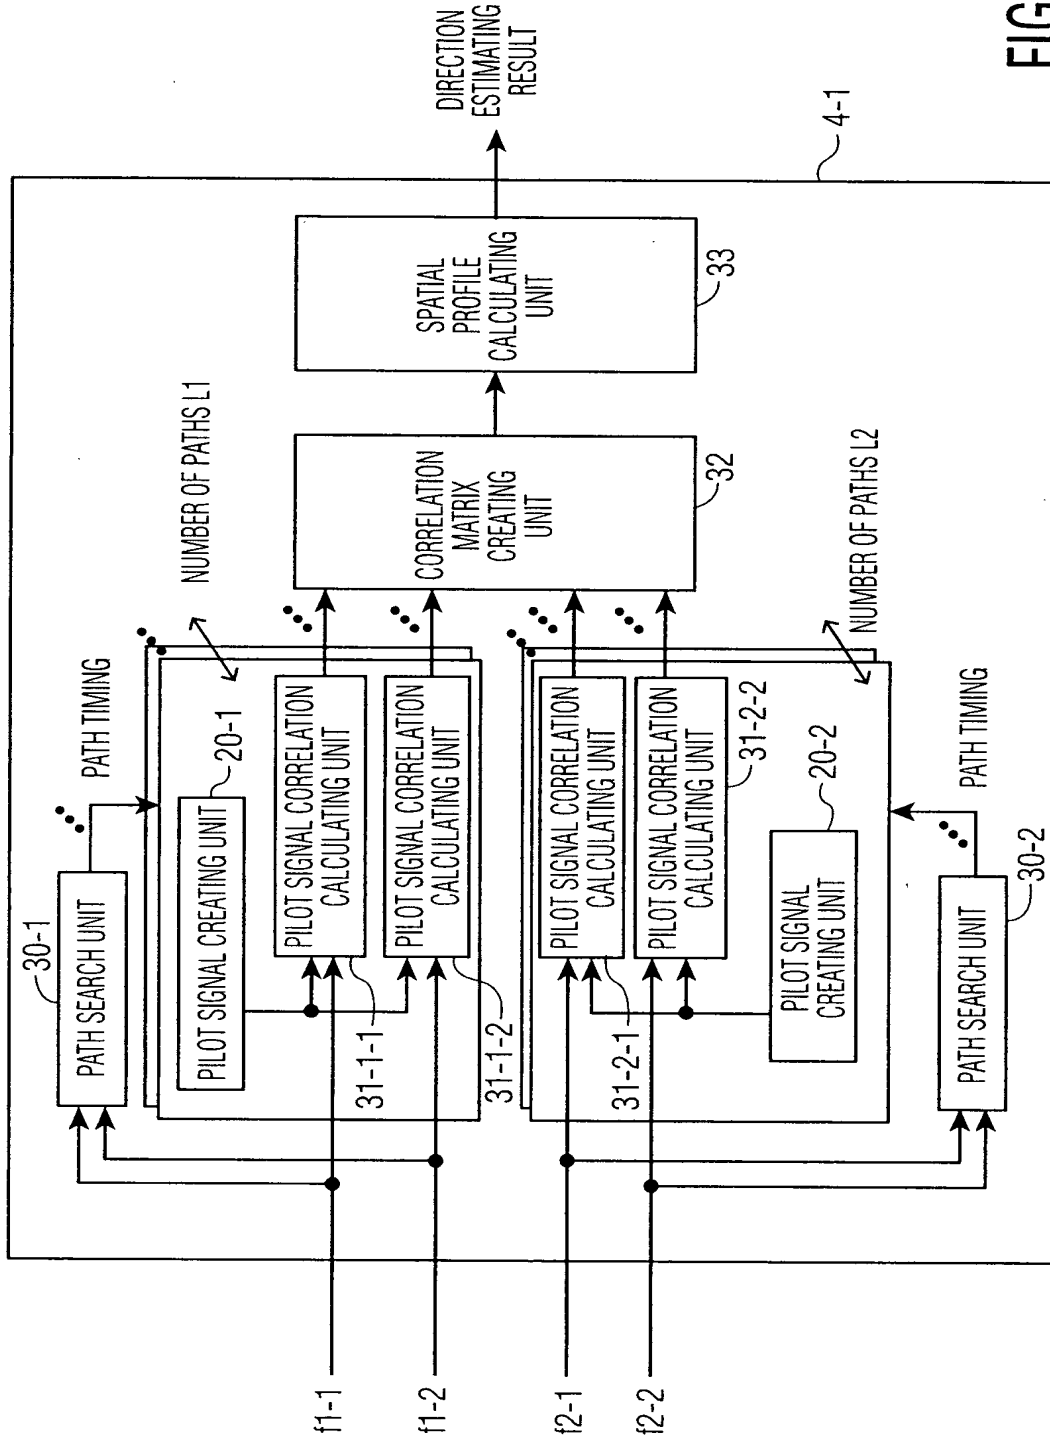 FIG
DIRECTION
ESTIMATING
RESULT
4-1
SPATIAL
PROFILE
CALCULATING
UNIT
33
CORRELATION
MATRIX
CREATING
UNIT
32
NUMBER OF PATHS L1
NUMBER OF PATHS L2
PATH TIMING
30-1
PATH SEARCH UNIT
20-1
PILOT SIGNAL CREATING UNIT
PILOT SIGNAL CORRELATION
CALCULATING UNIT
31-1-1
PILOT SIGNAL CORRELATION
CALCULATING UNIT
31-1-2
PILOT SIGNAL CORRELATION
CALCULATING UNIT
31-2-1
PILOT SIGNAL CORRELATION
CALCULATING UNIT
31-2-2
20-2
PILOT SIGNAL
CREATING UNIT
PATH TIMING
30-2
PATH SEARCH UNIT
f1-1
f1-2
f2-1
f2-2